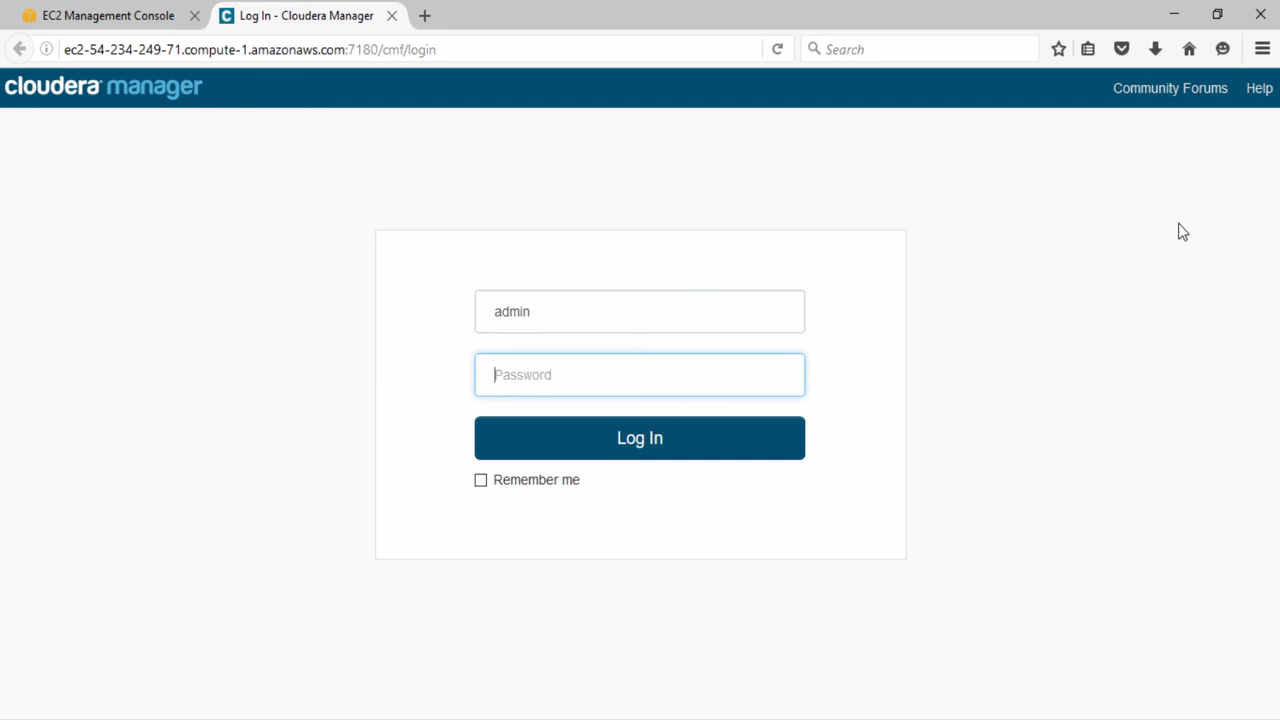 EC2 Management Console
Log In - Cloudera Manager
ec2-54-234-249-71.compute-1.amazonaws.com:7180/cmf/login
Search
cloudera manager
Community Forums
Help
admin
Password
Log In
Remember me